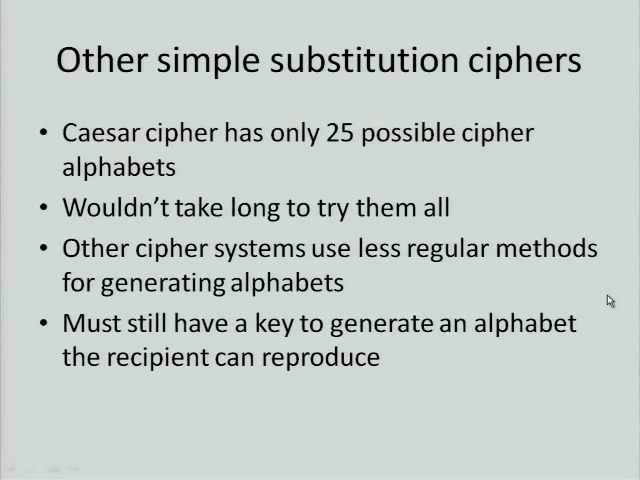 Other simple substitution ciphers
• Caesar cipher has only 25 possible cipher
alphabets
• Wouldn't take long to try them all
• Other cipher systems use less regular methods
for generating alphabets
• Must still have a key to generate an alphabet
the recipient can reproduce